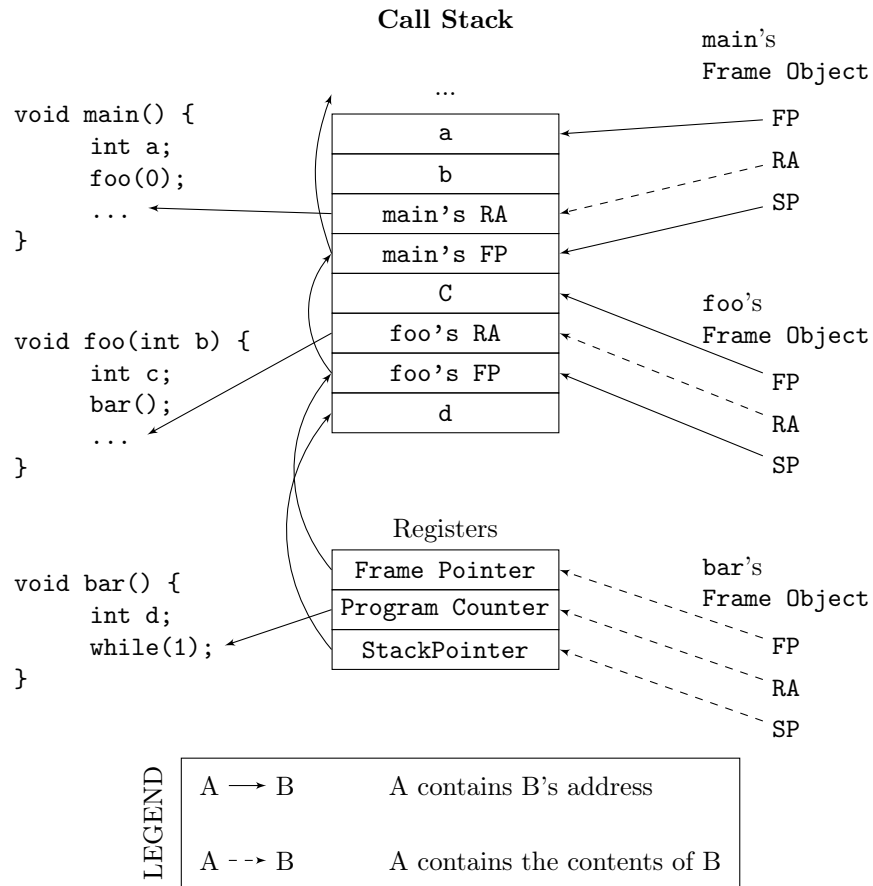 Call Stack
void main() {
int a;
foo(0);
...
}
void foo(int b) {
int c;
bar();
...
}
void bar() {
int d;
while(1);
}
...
a
b
main's RA
main's FP
C
foo's RA
foo's FP
d
Registers
Frame Pointer
Program Counter
StackPointer
main's
Frame Object
FP
RA
SP
foo's
Frame Object
FP
RA
SP
bar's
Frame Object
FP
RA
SP
LEGEND
A B A contains B's address
A B A contains the contents of B